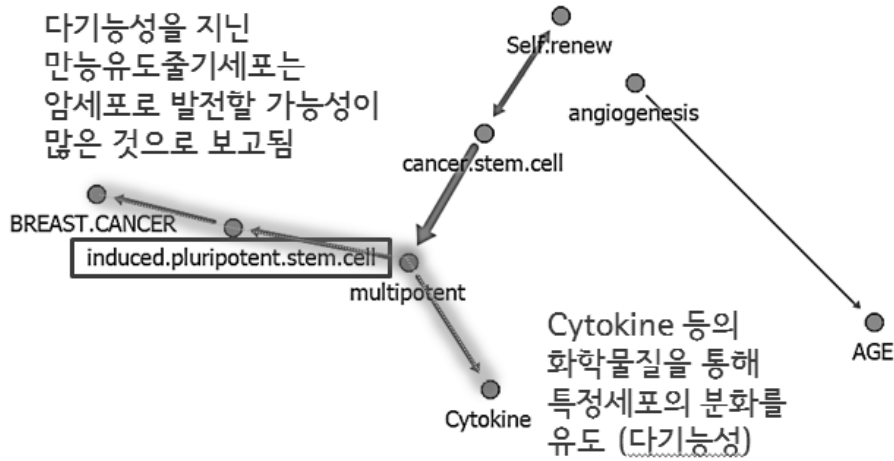 다기능성을 지닌
만능유도줄기세포는
암세포로 발전할 가능성이
많은 것으로 보고됨
Self.renew
angiogenesis
cancer.stem.cell
BREAST.CANCER
induced.pluripotent.stem.cell
multipotent
Cytokine 등의
화학물질을 통해
특정세포의 분화를
유도 (다기능성)
AGE
Cytokine